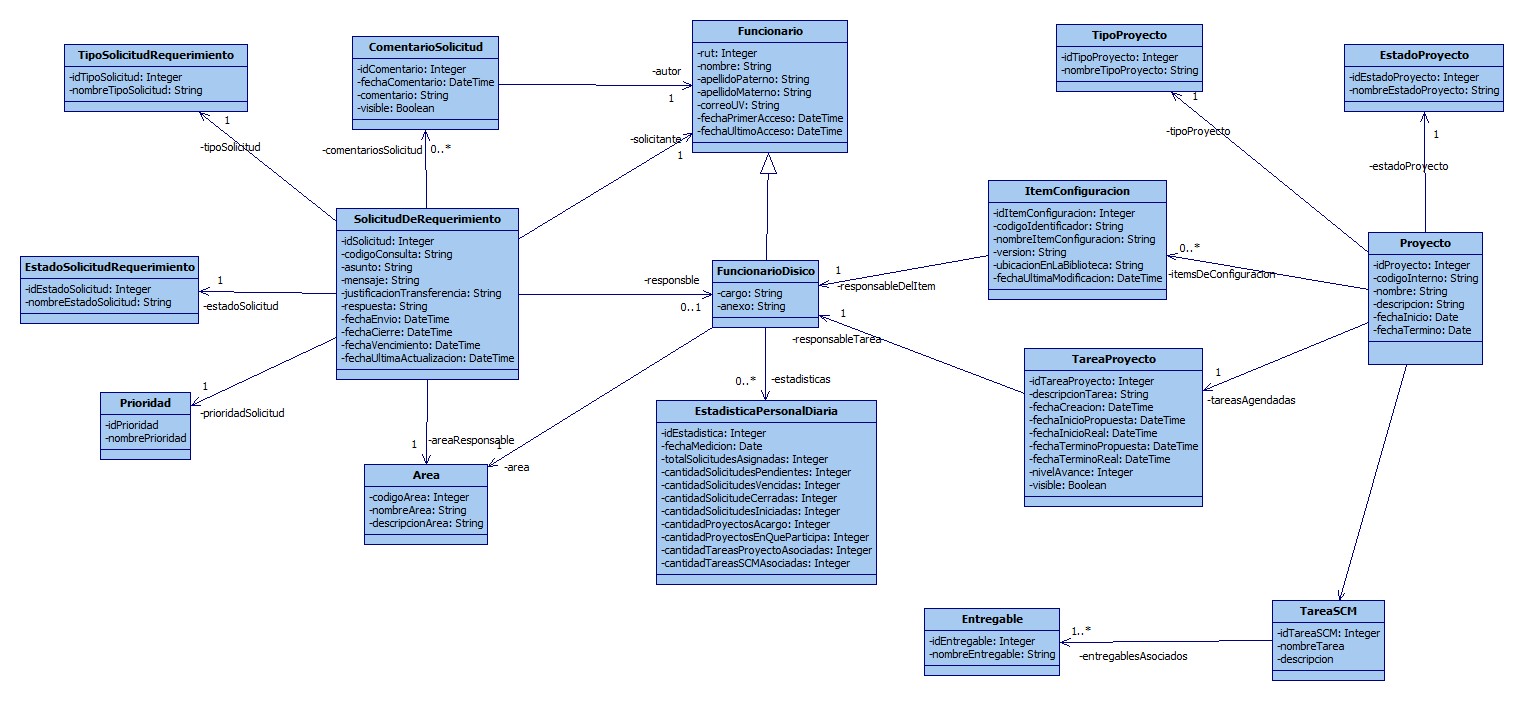 TipoSolicitudRequerimiento
-idTipoSolicitud: Integer
-nombreTipoSolicitud: String
ComentarioSolicitud
-idComentario: Integer
-fechaComentario: DateTime
-comentario: String
-visible: Boolean
Funcionario
-rut: Integer
-nombre: String
-apellidoPaterno: String
-apellidoMaterno: String
-correoUV: String
-fechaPrimerAcceso: DateTime
-fechaUltimoAcceso: DateTime
TipoProyecto
-idTipoProyecto: Integer
-nombreTipoProyecto: String
EstadoProyecto
-idEstadoProyecto: Integer
-nombreEstadoProyecto: String
-autor
1
1
-tipoSolicitud
-comentariosSolicitud
0..*
-solicitante
1
1
-tipoProyecto
1
-estadoProyecto
SolicitudDeRequerimiento
-idSolicitud: Integer
-codigoConsulta: String
-asunto: String
-mensaje: String
-justificacionTransferencia: String
-respuesta: String
-fechaEnvio: DateTime
-fechaCierre: DateTime
-fechaVencimiento: DateTime
-fechaUltimaActualizacion: DateTime
ItemConfiguracion
-idItemConfiguracion: Integer
-codigoIdentificador: String
-nombreItemConfiguracion: String
-version: String
-ubicacionEnLaBiblioteca: String
-fechaUltimaModificacion: DateTime
Proyecto
-idProyecto: Integer
-codigoInterno: String
-nombre: String
-descripcion: String
-fechaInicio: Date
-fechaTermino: Date
EstadoSolicitudRequerimiento
-idEstadoSolicitud: Integer
-nombreEstadoSolicitud: String
1
-estadoSolicitud
FuncionarioDisico
-cargo: String
-anexo: String
-responsble
0..1
1
-responsableDelItem
0..*
-itemsDeConfiguracion
1
-responsableTarea
TareaProyecto
-idTareaProyecto: Integer
-descripcionTarea: String
-fechaCreacion: DateTime
-fechaInicioPropuesta: DateTime
-fechaInicioReal: DateTime
-fechaTerminoPropuesta: DateTime
-fechaTerminoReal: DateTime
-nivelAvance: Integer
-visible: Boolean
1
-tareasAgendadas
Prioridad
-idPrioridad
-nombrePrioridad
1
-prioridadSolicitud
0..*
-estadisticas
EstadisticaPersonalDiaria
-idEstadistica: Integer
-fechaMedicion: Date
-totalSolicitudesAsignadas: Integer
-cantidadSolicitudesPendientes: Integer
-cantidadSolicitudesVencidas: Integer
-cantidadSolicitudeCerradas: Integer
-cantidadSolicitudesIniciadas: Integer
-cantidadProyectosAcargo: Integer
-cantidadProyectosEnQueParticipa: Integer
-cantidadTareasProyectoAsociadas: Integer
-cantidadTareasSCMAsociadas: Integer
1
-areaResponsable
1
-area
Area
-codigoArea: Integer
-nombreArea: String
-descripcionArea: String
Entregable
-idEntregable: Integer
-nombreEntregable: String
1..*
-entregablesAsociados
TareaSCM
-idTareaSCM: Integer
-nombreTarea
-descripcion